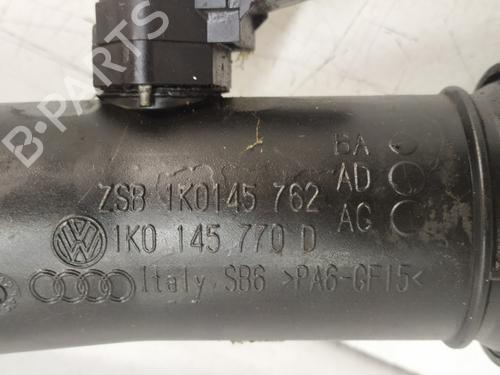 B-PARTS
BA
ZSB 1K0145 762 AD
AG
1K0 145 770 D
Italy SB6 >PA6-GF15<